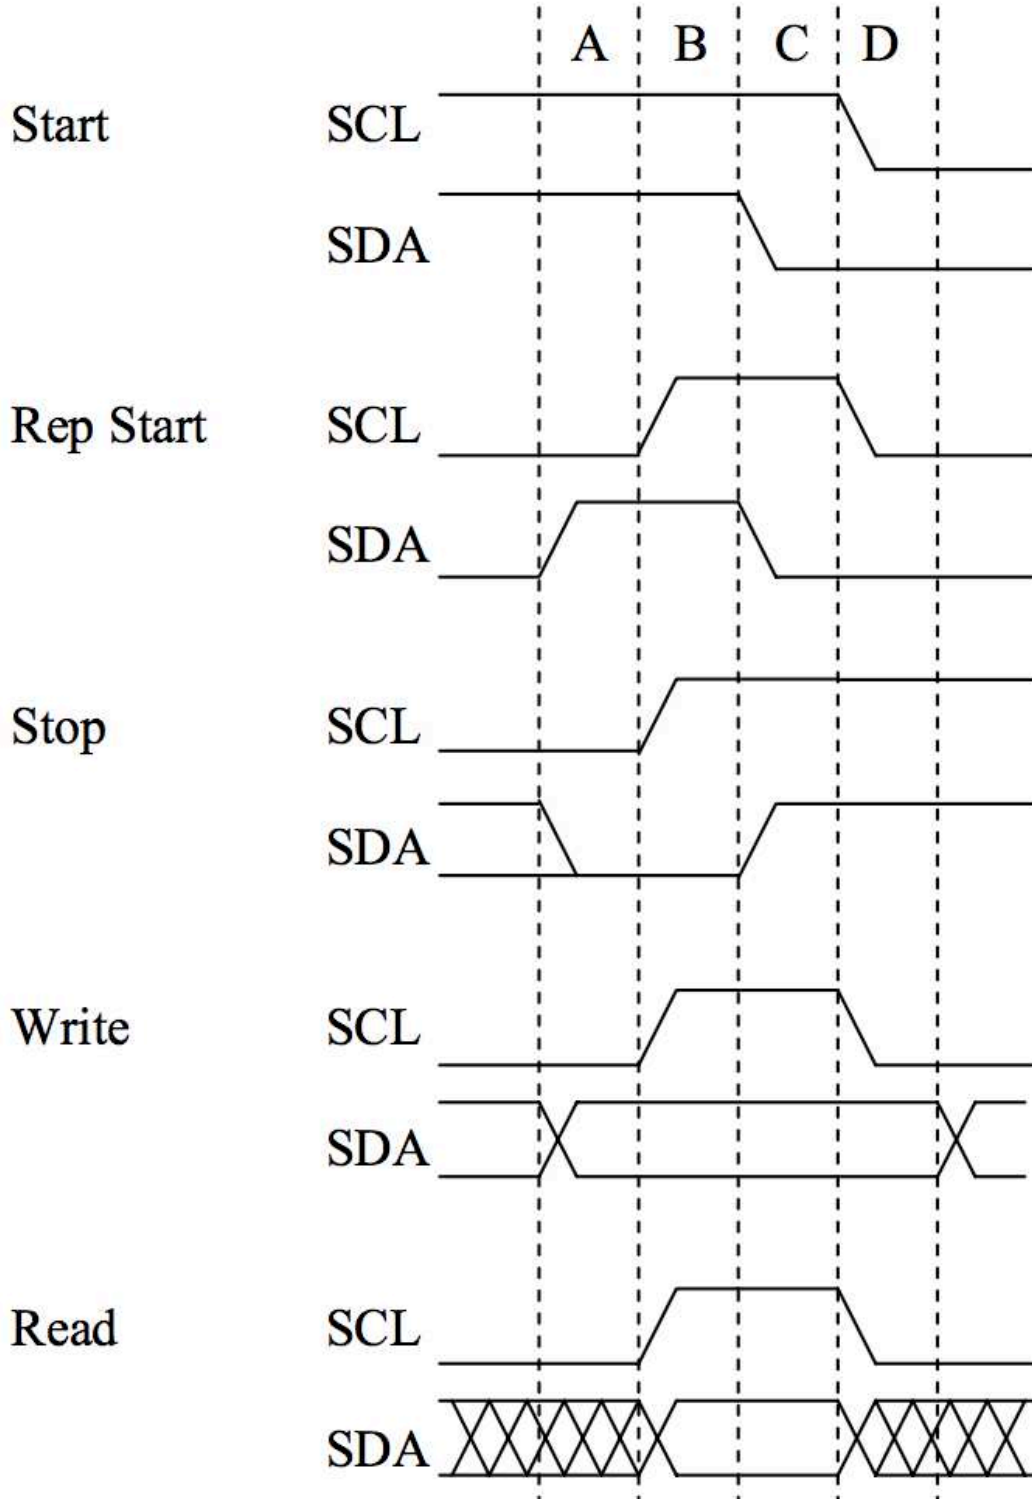 A B C D
Start SCL
SDA
Rep Start SCL
SDA
Stop SCL
SDA
Write SCL
SDA
Read SCL
SDA